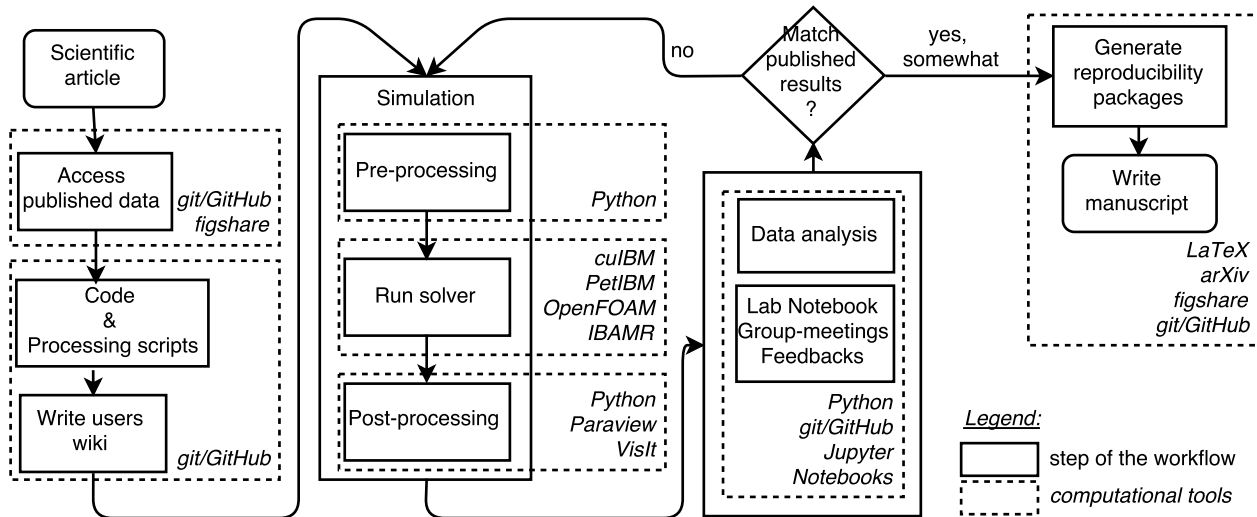 Scientific
article
Access
published data
git/GitHub
figshare
Code
&
Processing scripts
Write users
wiki
git/GitHub
Simulation
Pre-processing
Python
Run solver
cuIBM
PetIBM
OpenFOAM
IBAMR
Post-processing
Python
Paraview
VisIt
Data analysis
Lab Notebook
Group-meetings
Feedbacks
Python
git/GitHub
Jupyter
Notebooks
Match
published
results
?
no
yes,
somewhat
Generate
reproducibility
packages
Write
manuscript
LaTeX
arXiv
figshare
git/GitHub
Legend:
step of the workflow
computational tools